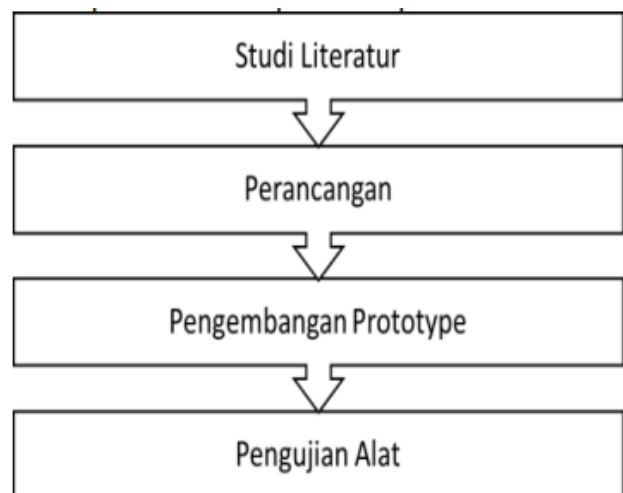 Studi Literatur
Perancangan
Pengembangan Prototype
Pengujian Alat